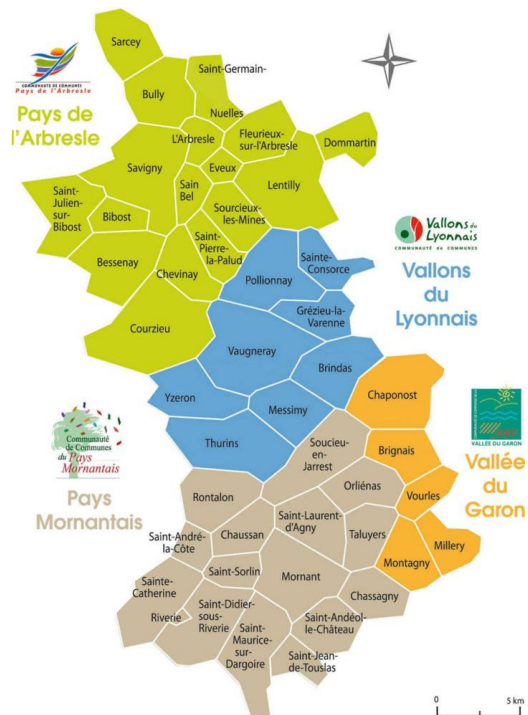 Sarcey
Saint-Germain-
COMMUNAUTÉ DE COMMUNES
Pays de l'Arbresle
Bully
Nuelles
Pays de
l'Arbresle
L'Arbresle
Fleurieux-
sur-l'Arbresle
Dommartin
Savigny
Eveux
Sain
Bel
Lentilly
Saint-
Julien-
sur-
Bibost
Bibost
Sourcieux-
les-Mines
Saint-
Pierre-
la-Palud
Bessenay
Chevinay
Vallons du
Lyonnais
COMMUNAUTÉ de COMMUNES
Vallons
du
Lyonnais
Sainte-
Consorce
Pollionnay
Grézieu-la-
Varenne
Courzieu
Vaugneray
Brindas
Yzeron
Messimy
Chaponost
Thurins
VALLÉE DU GARON
Vallée
du
Garon
Communauté
de Communes
du Pays
Mornantais
Pays
Mornantais
Soucieu-
en-Jarrest
Brignais
Orliénas
Rontalon
Vourles
Saint-Laurent-
d'Agny
Saint-André-
la-Côte
Chaussan
Taluyers
Millery
Montagny
Saint-Sorlin
Mornant
Sainte-
Catherine
Chassagny
Riverie
Saint-Didier-
sous-
Riverie
Saint-Andéol-
le-Château
Saint-
Maurice-
sur-
Dargoire
Saint-Jean-
de-Touslas
0
5 km